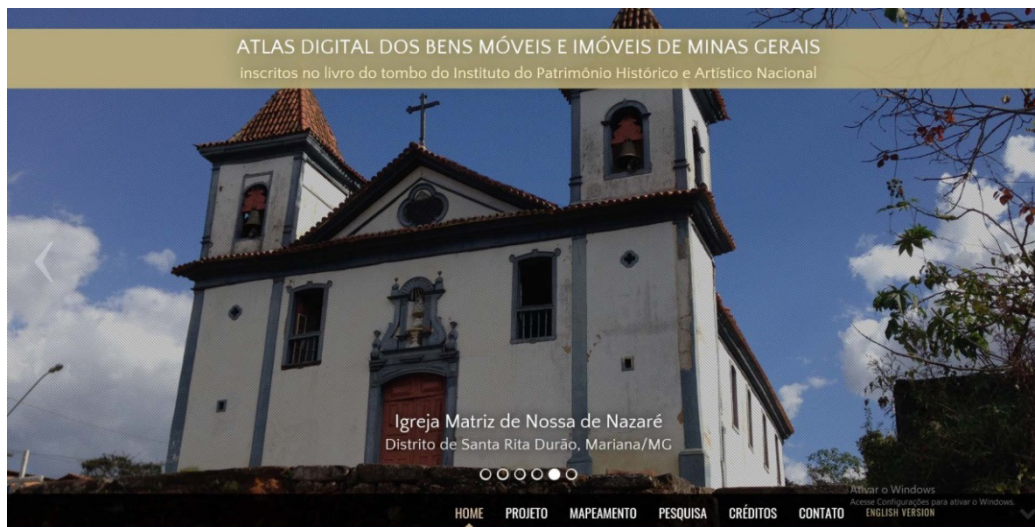 ATLAS DIGITAL DOS BENS MÓVEIS E IMÓVEIS DE MINAS GERAIS
inscritos no livro do tombo do Instituto do Patrimônio Histórico e Artístico Nacional
Igreja Matriz de Nossa de Nazaré
Distrito de Santa Rita Durão, Mariana/MG
Ativar o Windows
Acesse Configurações para ativar o Windows.
HOME PROJETO MAPEAMENTO PESQUISA CRÉDITOS CONTATO ENGLISH VERSION